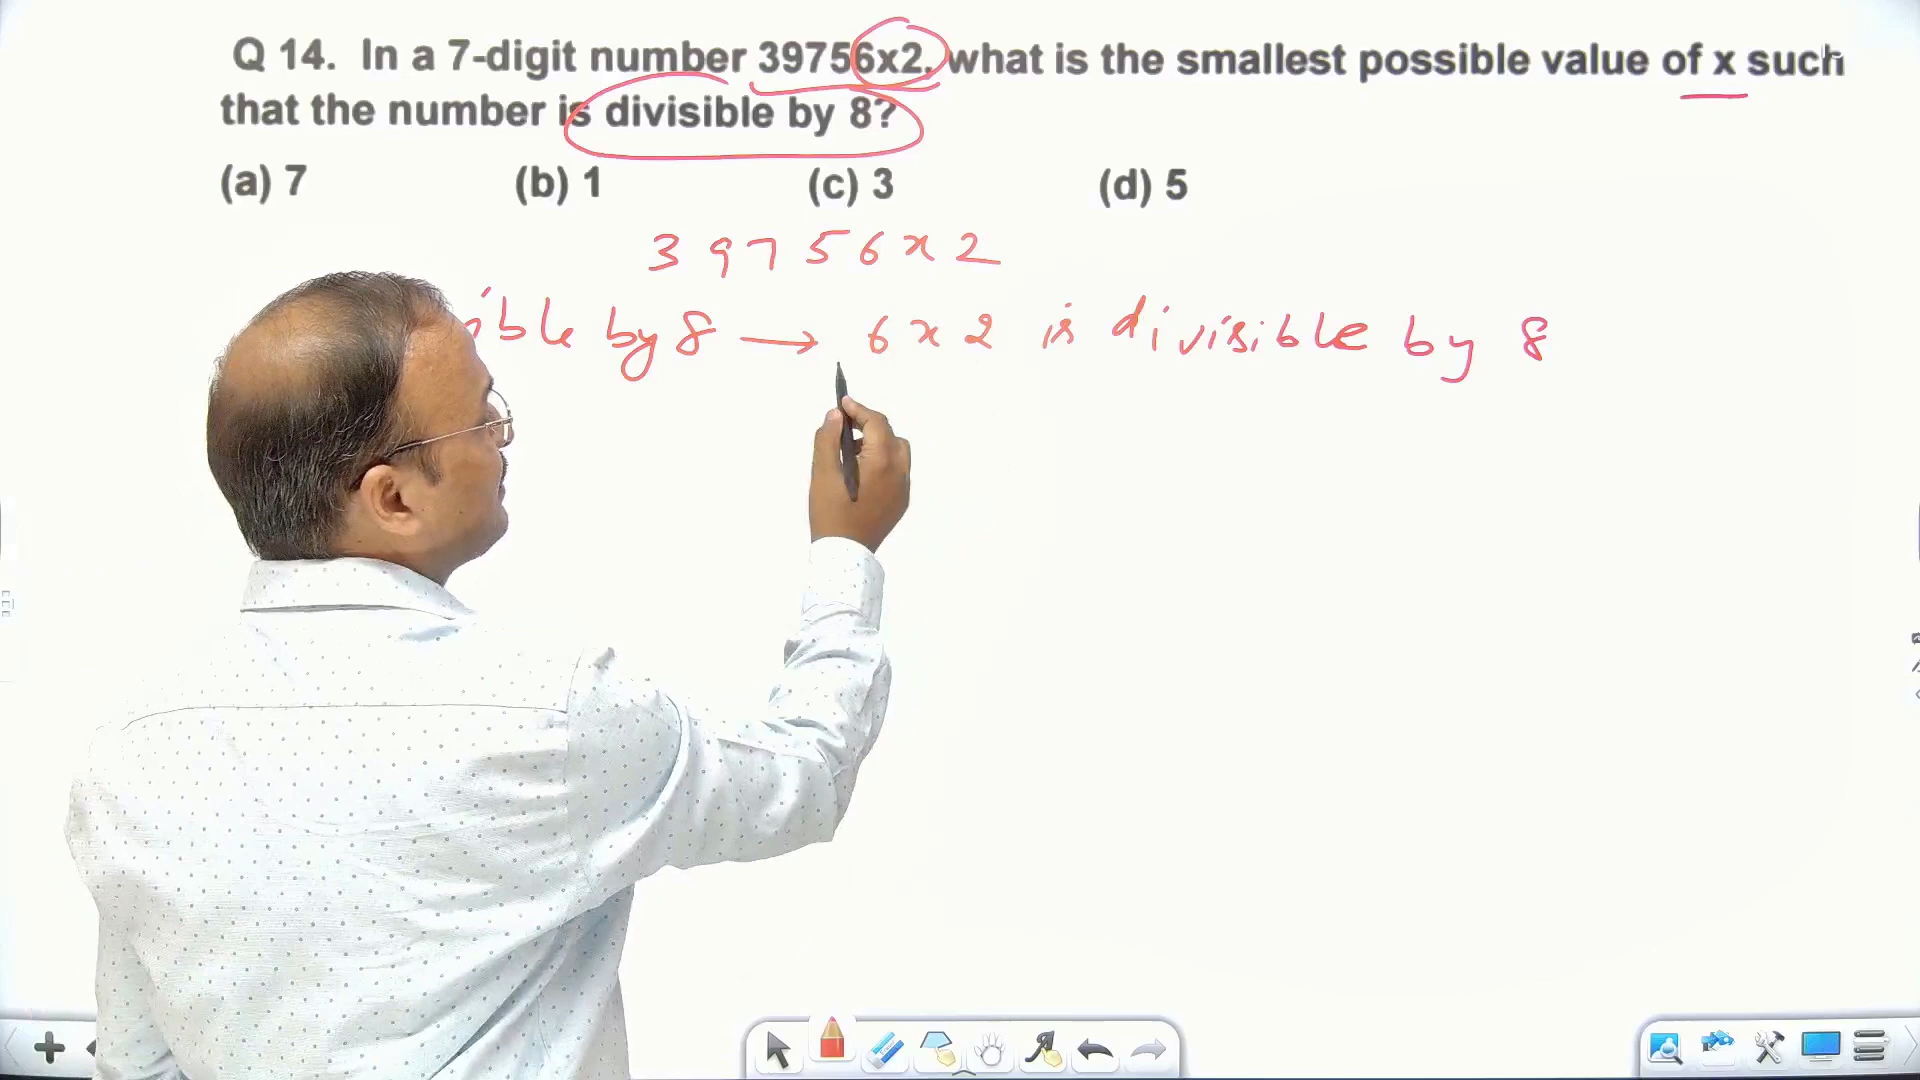 Q 14. In a 7-digit number 39756x2, what is the smallest possible value of x such
that the number is divisible by 8?
(a) 7 (b) 1 (c) 3 (d) 5
3 9 7 5 6 x 2
ible by 8 → 6 x 2 is divisible by 8